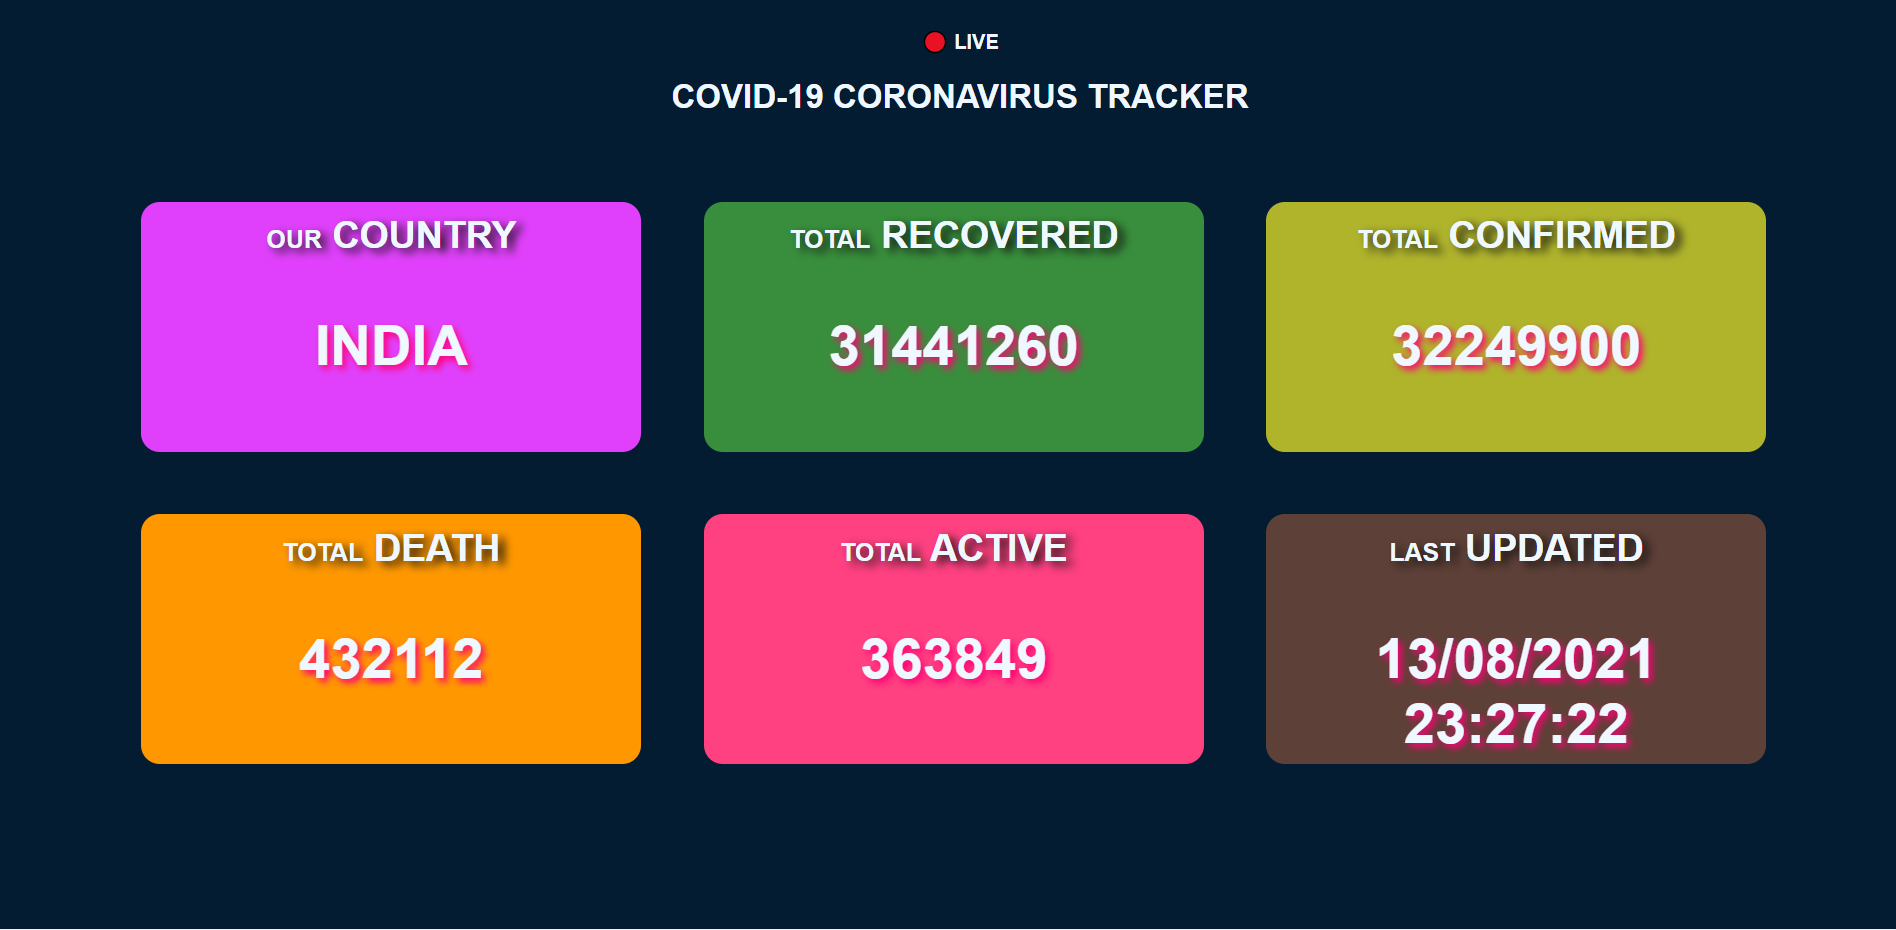 LIVE
COVID-19 CORONAVIRUS TRACKER
OUR COUNTRY
INDIA
TOTAL RECOVERED
31441260
TOTAL CONFIRMED
32249900
TOTAL DEATH
432112
TOTAL ACTIVE
363849
LAST UPDATED
13/08/2021
23:27:22